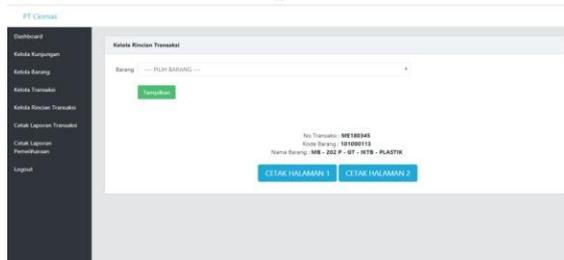 PT Ciomas
Dashboard
Kelola Kunjungan
Kelola Barang
Kelola Transaksi
Kelola Rincian Transaksi
Cetak Laporan Transaksi
Cetak Laporan
Pemeliharaan
Logout
Kelola Rincian Transaksi
Barang --- PILIH BARANG ---
Tampilkan
No Transaksi : ME180345
Kode Barang : 101000113
Nama Barang : MB - 202 P - GT - IKTB - PLASTIK
CETAK HALAMAN 1 CETAK HALAMAN 2